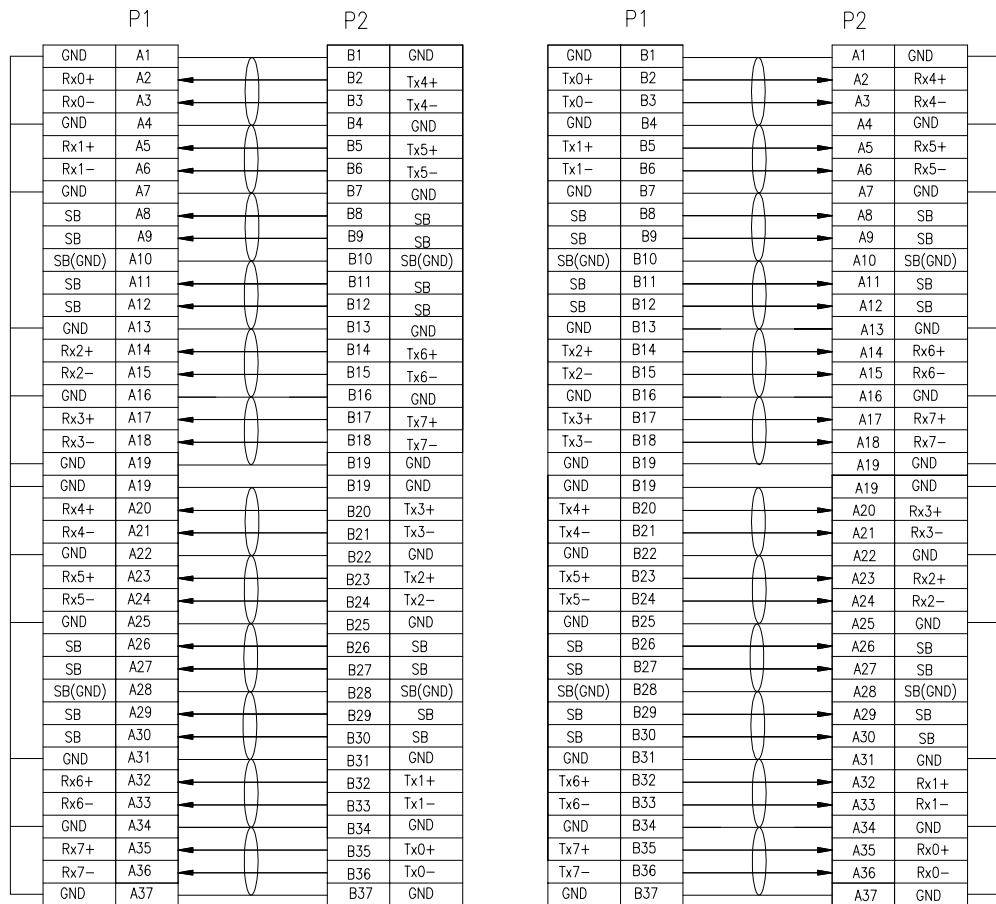 P1 P2 P1 P2
GND A1 B1 GND GND B1 A1 GND
Rx0+ A2 B2 Tx4+ Tx0+ B2 A2 Rx4+
Rx0− A3 B3 Tx4− Tx0− B3 A3 Rx4−
GND A4 B4 GND GND B4 A4 GND
Rx1+ A5 B5 Tx5+ Tx1+ B5 A5 Rx5+
Rx1− A6 B6 Tx5− Tx1− B6 A6 Rx5−
GND A7 B7 GND GND B7 A7 GND
SB A8 B8 SB SB B8 A8 SB
SB A9 B9 SB SB B9 A9 SB
SB(GND) A10 B10 SB(GND) SB(GND) B10 A10 SB(GND)
SB A11 B11 SB SB B11 A11 SB
SB A12 B12 SB SB B12 A12 SB
GND A13 B13 GND GND B13 A13 GND
Rx2+ A14 B14 Tx6+ Tx2+ B14 A14 Rx6+
Rx2− A15 B15 Tx6− Tx2− B15 A15 Rx6−
GND A16 B16 GND GND B16 A16 GND
Rx3+ A17 B17 Tx7+ Tx3+ B17 A17 Rx7+
Rx3− A18 B18 Tx7− Tx3− B18 A18 Rx7−
GND A19 B19 GND GND B19 A19 GND
GND A19 B19 GND GND B19 A19 GND
Rx4+ A20 B20 Tx3+ Tx4+ B20 A20 Rx3+
Rx4− A21 B21 Tx3− Tx4− B21 A21 Rx3−
GND A22 B22 GND GND B22 A22 GND
Rx5+ A23 B23 Tx2+ Tx5+ B23 A23 Rx2+
Rx5− A24 B24 Tx2− Tx5− B24 A24 Rx2−
GND A25 B25 GND GND B25 A25 GND
SB A26 B26 SB SB B26 A26 SB
SB A27 B27 SB SB B27 A27 SB
SB(GND) A28 B28 SB(GND) SB(GND) B28 A28 SB(GND)
SB A29 B29 SB SB B29 A29 SB
SB A30 B30 SB SB B30 A30 SB
GND A31 B31 GND GND B31 A31 GND
Rx6+ A32 B32 Tx1+ Tx6+ B32 A32 Rx1+
Rx6− A33 B33 Tx1− Tx6− B33 A33 Rx1−
GND A34 B34 GND GND B34 A34 GND
Rx7+ A35 B35 Tx0+ Tx7+ B35 A35 Rx0+
Rx7− A36 B36 Tx0− Tx7− B36 A36 Rx0−
GND A37 B37 GND GND B37 A37 GND